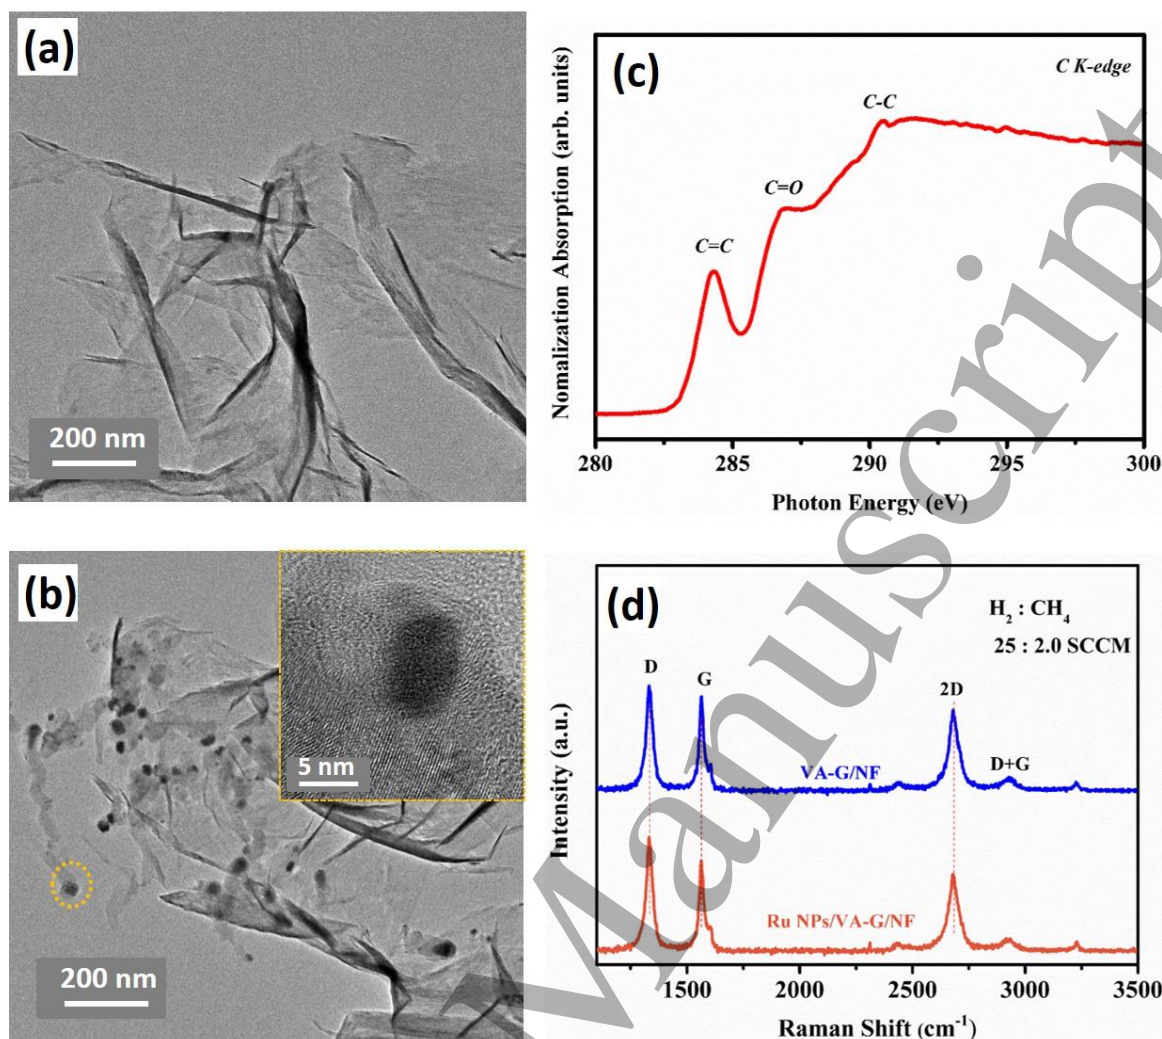 (a)
200 nm
(c)
C K-edge
C-C
C=O
C=C
Nomalization Absorption (arb. units)
280
285
290
295
300
Photon Energy (eV)
(b)
5 nm
200 nm
(d)
H₂ : CH₄
25 : 2.0 SCCM
D
G
2D
D+G
VA-G/NF
Ru NPs/VA-G/NF
Intensity (a.u.)
1500
2000
2500
3000
3500
Raman Shift (cm⁻¹)
Manuscript